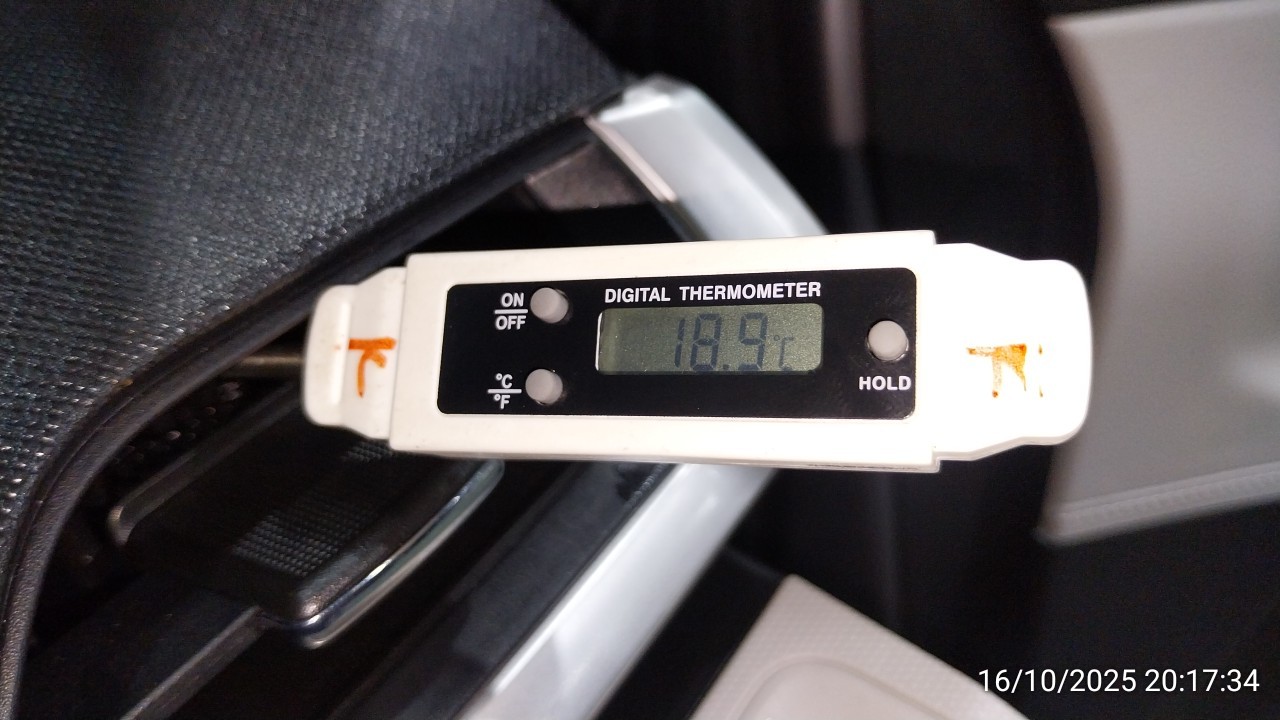 DIGITAL THERMOMETER
ON
OFF
18.9°C
°C
°F
HOLD
K
16/10/2025 20:17:34